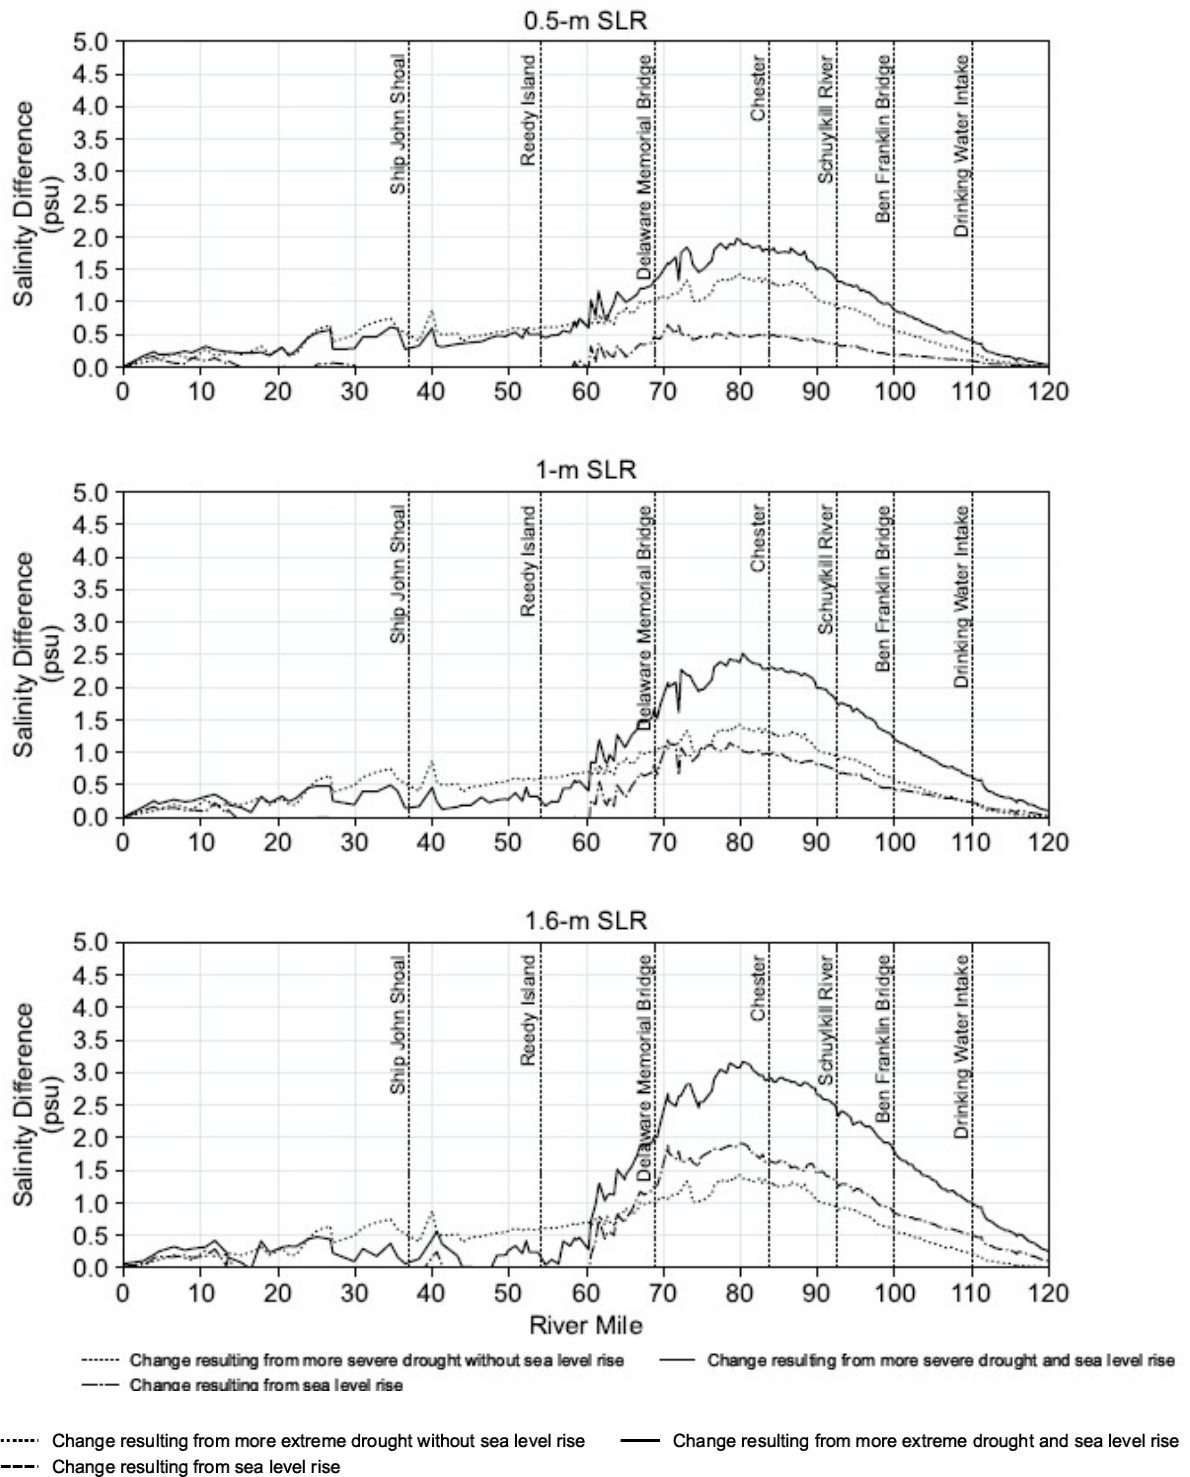 0.5-m SLR
5.0
4.5
4.0
3.5
3.0
2.5
2.0
1.5
1.0
0.5
0.0
Salinity Difference
(psu)
Ship John Shoal
Reedy Island
Delaware Memorial Bridge
Chester
Schuylkill River
Ben Franklin Bridge
Drinking Water Intake
0 10 20 30 40 50 60 70 80 90 100 110 120
1-m SLR
5.0
4.5
4.0
3.5
3.0
2.5
2.0
1.5
1.0
0.5
0.0
Salinity Difference
(psu)
Ship John Shoal
Reedy Island
Delaware Memorial Bridge
Chester
Schuylkill River
Ben Franklin Bridge
Drinking Water Intake
0 10 20 30 40 50 60 70 80 90 100 110 120
1.6-m SLR
5.0
4.5
4.0
3.5
3.0
2.5
2.0
1.5
1.0
0.5
0.0
Salinity Difference
(psu)
Ship John Shoal
Reedy Island
Delaware Memorial Bridge
Chester
Schuylkill River
Ben Franklin Bridge
Drinking Water Intake
0 10 20 30 40 50 60 70 80 90 100 110 120
River Mile
Change resulting from more severe drought without sea level rise
Change resulting from more severe drought and sea level rise
Change resulting from sea level rise
Change resulting from more extreme drought without sea level rise
Change resulting from more extreme drought and sea level rise
Change resulting from sea level rise